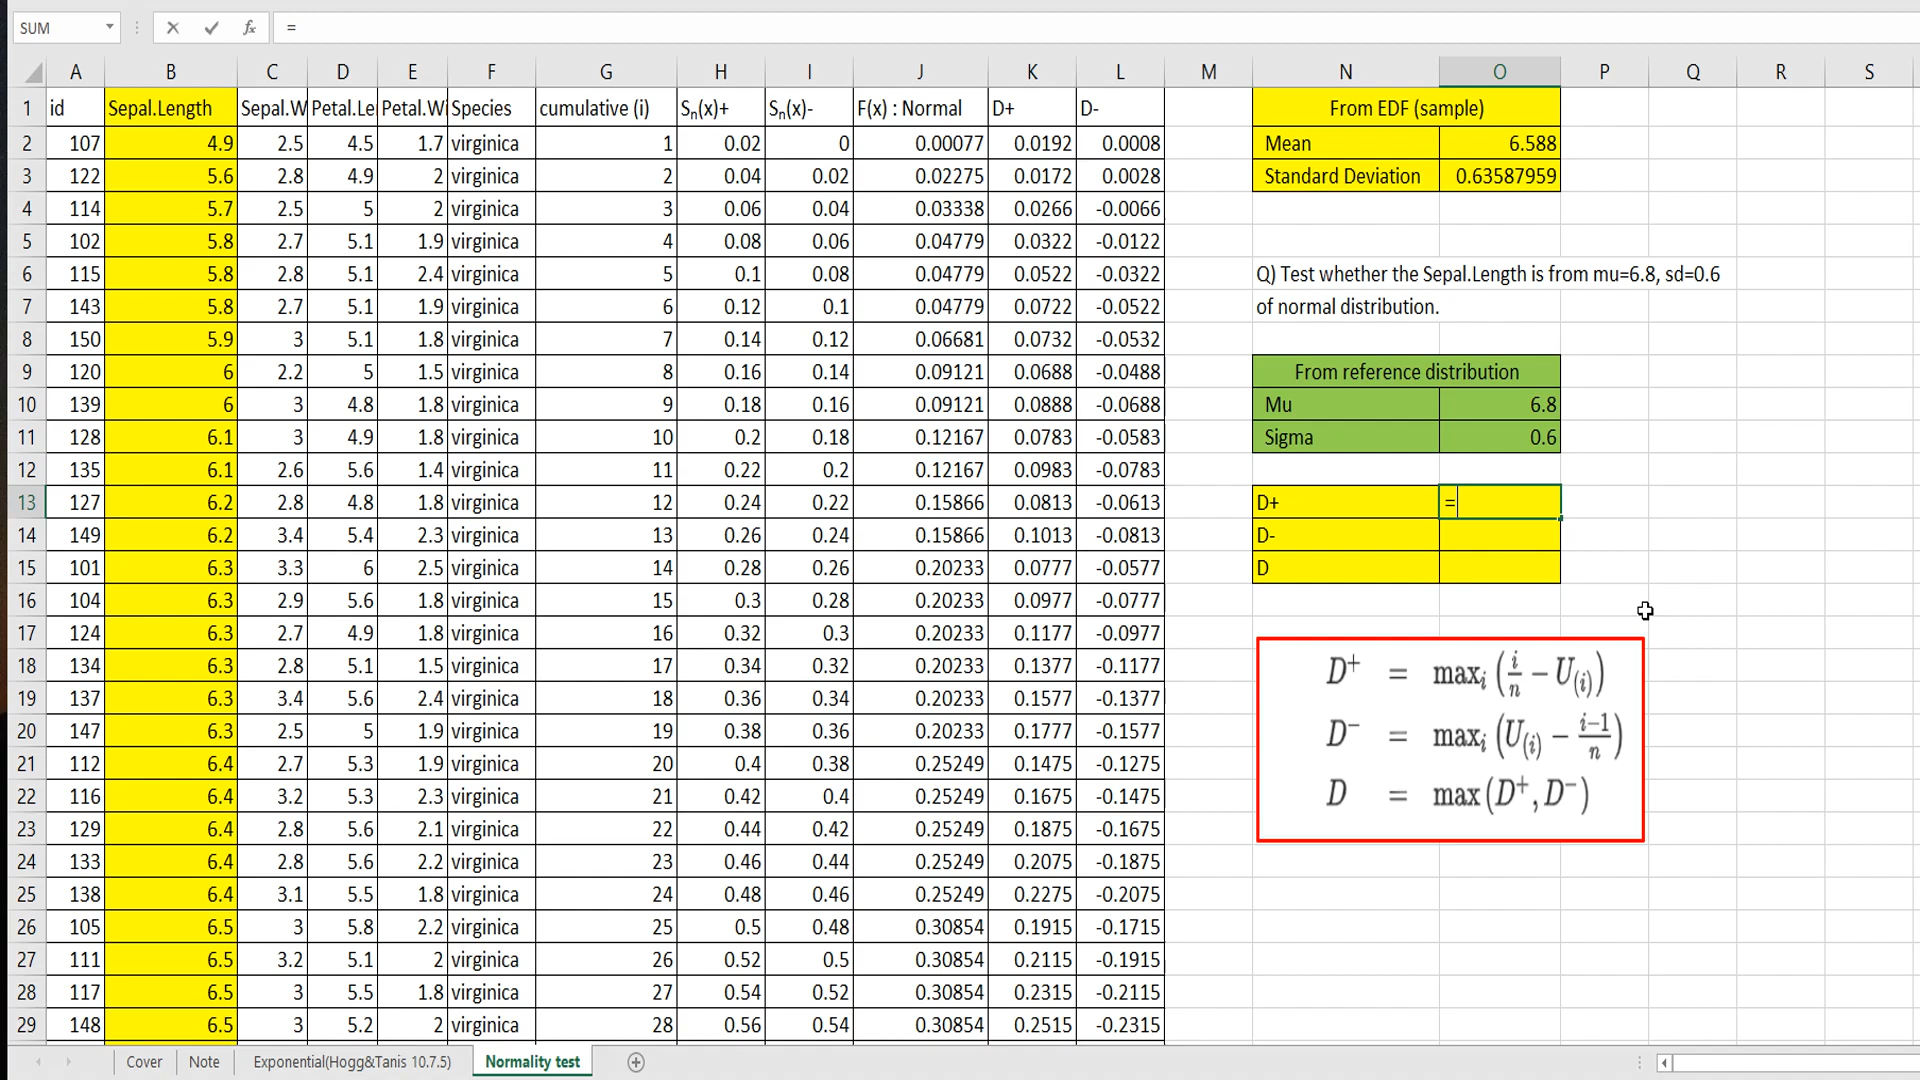 SUM =
A B C D E F G H I J K L M N O P Q R S
1 id Sepal.Length Sepal.W Petal.Le Petal.Wi Species cumulative (i) Sn(x)+ Sn(x)- F(x) : Normal D+ D- From EDF (sample)
2 107 4.9 2.5 4.5 1.7 virginica 1 0.02 0 0.00077 0.0192 0.0008 Mean 6.588
3 122 5.6 2.8 4.9 2 virginica 2 0.04 0.02 0.02275 0.0172 0.0028 Standard Deviation 0.63587959
4 114 5.7 2.5 5 2 virginica 3 0.06 0.04 0.03338 0.0266 -0.0066
5 102 5.8 2.7 5.1 1.9 virginica 4 0.08 0.06 0.04779 0.0322 -0.0122
6 115 5.8 2.8 5.1 2.4 virginica 5 0.1 0.08 0.04779 0.0522 -0.0322 Q) Test whether the Sepal.Length is from mu=6.8, sd=0.6
7 143 5.8 2.7 5.1 1.9 virginica 6 0.12 0.1 0.04779 0.0722 -0.0522 of normal distribution.
8 150 5.9 3 5.1 1.8 virginica 7 0.14 0.12 0.06681 0.0732 -0.0532
9 120 6 2.2 5 1.5 virginica 8 0.16 0.14 0.09121 0.0688 -0.0488 From reference distribution
10 139 6 3 4.8 1.8 virginica 9 0.18 0.16 0.09121 0.0888 -0.0688 Mu 6.8
11 128 6.1 3 4.9 1.8 virginica 10 0.2 0.18 0.12167 0.0783 -0.0583 Sigma 0.6
12 135 6.1 2.6 5.6 1.4 virginica 11 0.22 0.2 0.12167 0.0983 -0.0783
13 127 6.2 2.8 4.8 1.8 virginica 12 0.24 0.22 0.15866 0.0813 -0.0613 D+ =
14 149 6.2 3.4 5.4 2.3 virginica 13 0.26 0.24 0.15866 0.1013 -0.0813 D-
15 101 6.3 3.3 6 2.5 virginica 14 0.28 0.26 0.20233 0.0777 -0.0577 D
16 104 6.3 2.9 5.6 1.8 virginica 15 0.3 0.28 0.20233 0.0977 -0.0777
17 124 6.3 2.7 4.9 1.8 virginica 16 0.32 0.3 0.20233 0.1177 -0.0977
18 134 6.3 2.8 5.1 1.5 virginica 17 0.34 0.32 0.20233 0.1377 -0.1177 D⁺ = maxᵢ (i/n − U₍ᵢ₎)
19 137 6.3 3.4 5.6 2.4 virginica 18 0.36 0.34 0.20233 0.1577 -0.1377
20 147 6.3 2.5 5 1.9 virginica 19 0.38 0.36 0.20233 0.1777 -0.1577 D⁻ = maxᵢ (U₍ᵢ₎ − (i−1)/n)
21 112 6.4 2.7 5.3 1.9 virginica 20 0.4 0.38 0.25249 0.1475 -0.1275
22 116 6.4 3.2 5.3 2.3 virginica 21 0.42 0.4 0.25249 0.1675 -0.1475 D = max (D⁺, D⁻)
23 129 6.4 2.8 5.6 2.1 virginica 22 0.44 0.42 0.25249 0.1875 -0.1675
24 133 6.4 2.8 5.6 2.2 virginica 23 0.46 0.44 0.25249 0.2075 -0.1875
25 138 6.4 3.1 5.5 1.8 virginica 24 0.48 0.46 0.25249 0.2275 -0.2075
26 105 6.5 3 5.8 2.2 virginica 25 0.5 0.48 0.30854 0.1915 -0.1715
27 111 6.5 3.2 5.1 2 virginica 26 0.52 0.5 0.30854 0.2115 -0.1915
28 117 6.5 3 5.5 1.8 virginica 27 0.54 0.52 0.30854 0.2315 -0.2115
29 148 6.5 3 5.2 2 virginica 28 0.56 0.54 0.30854 0.2515 -0.2315
Cover Note Exponential(Hogg&Tanis 10.7.5) Normality test